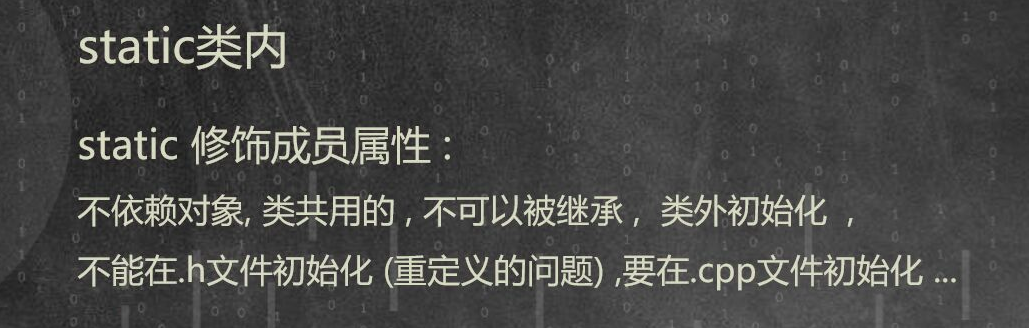 static类内
static 修饰成员属性：
不依赖对象, 类共用的 , 不可以被继承 ,  类外初始化  ,
不能在.h文件初始化 (重定义的问题) ,要在.cpp文件初始化 ...